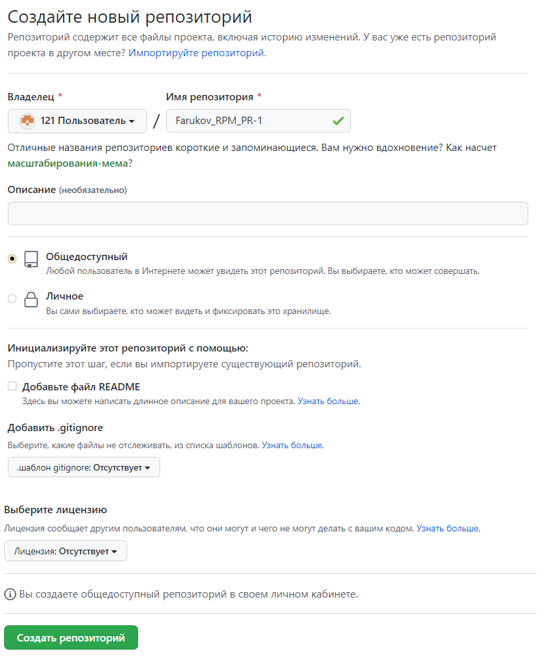 Создайте новый репозиторий
Репозиторий содержит все файлы проекта, включая историю изменений. У вас уже есть репозиторий
проекта в другом месте? Импортируйте репозиторий.
Владелец * Имя репозитория *
121 Пользователь / Farukov_RPM_PR-1
Отличные названия репозиториев короткие и запоминающиеся. Вам нужно вдохновение? Как насчет
масштабирования-мема?
Описание (необязательно)
Общедоступный
Любой пользователь в Интернете может увидеть этот репозиторий. Вы выбираете, кто может совершать.
Личное
Вы сами выбираете, кто может видеть и фиксировать это хранилище.
Инициализируйте этот репозиторий с помощью:
Пропустите этот шаг, если вы импортируете существующий репозиторий.
Добавьте файл README
Здесь вы можете написать длинное описание для вашего проекта. Узнать больше.
Добавить .gitignore
Выберите, какие файлы не отслеживать, из списка шаблонов. Узнать больше.
.шаблон gitignore: Отсутствует
Выберите лицензию
Лицензия сообщает другим пользователям, что они могут и чего не могут делать с вашим кодом. Узнать больше.
Лицензия: Отсутствует
Вы создаете общедоступный репозиторий в своем личном кабинете.
Создать репозиторий